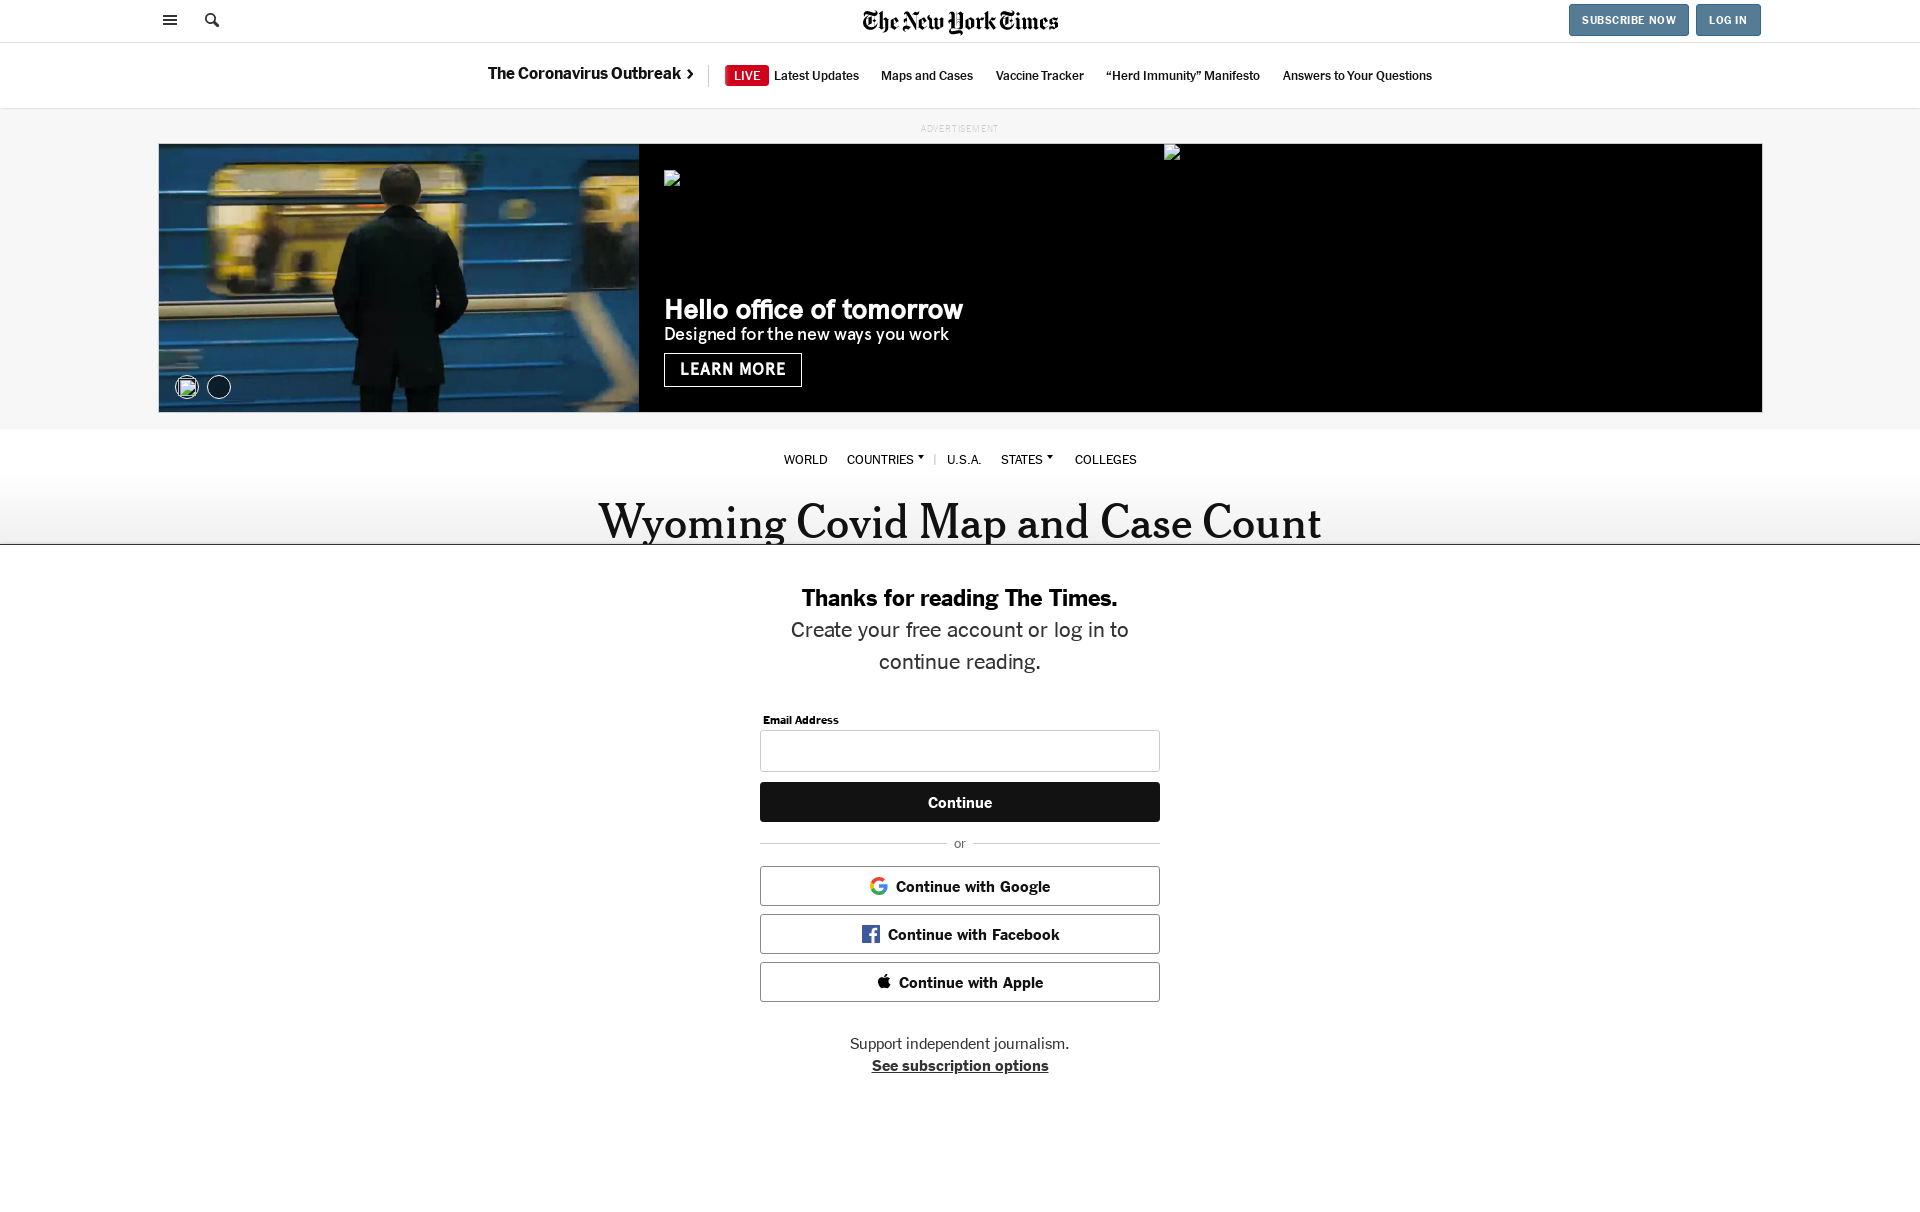 The New York Times
SUBSCRIBE NOW
LOG IN
The Coronavirus Outbreak
LIVE Latest Updates
Maps and Cases
Vaccine Tracker
“Herd Immunity” Manifesto
Answers to Your Questions
ADVERTISEMENT
Hello office of tomorrow
Designed for the new ways you work
LEARN MORE
WORLD COUNTRIES | U.S.A. STATES COLLEGES
Wyoming Covid Map and Case Count
Thanks for reading The Times.
Create your free account or log in to
continue reading.
Email Address
Continue
or
Continue with Google
Continue with Facebook
Continue with Apple
Support independent journalism.
See subscription options